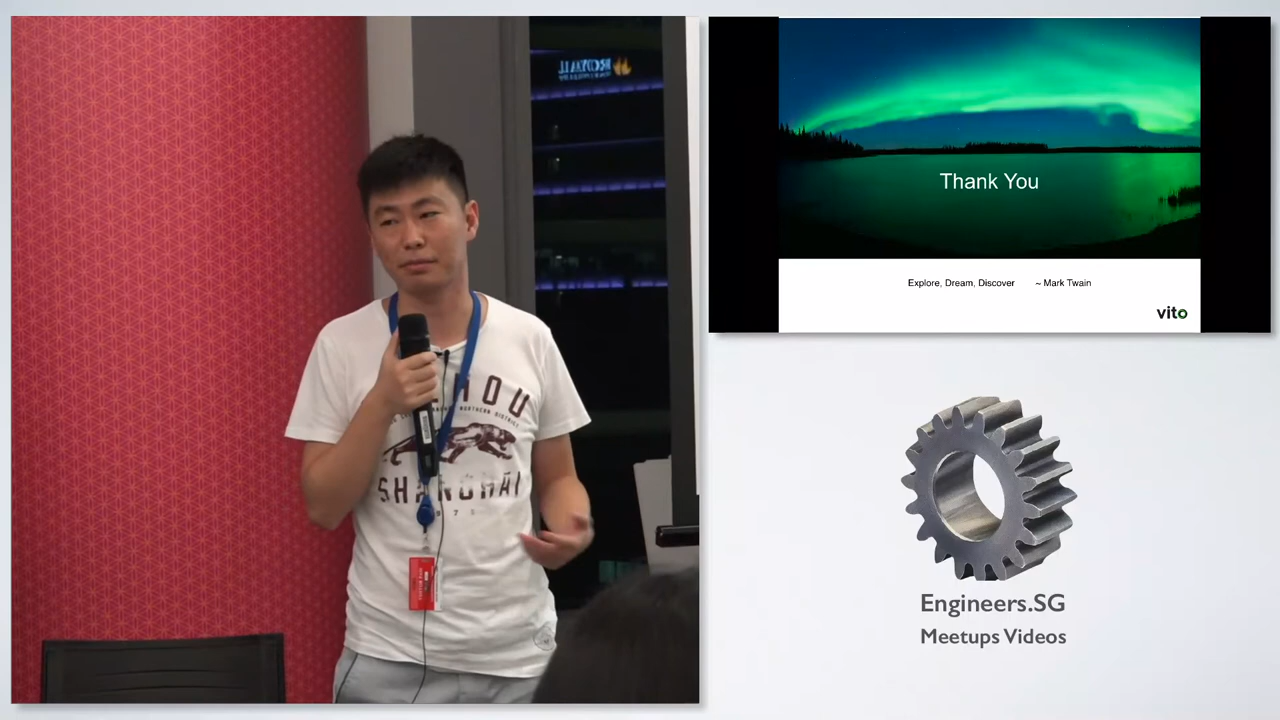 Thank You
Explore, Dream, Discover ~ Mark Twain
vito
SHANGHAI
Engineers.SG
Meetups Videos